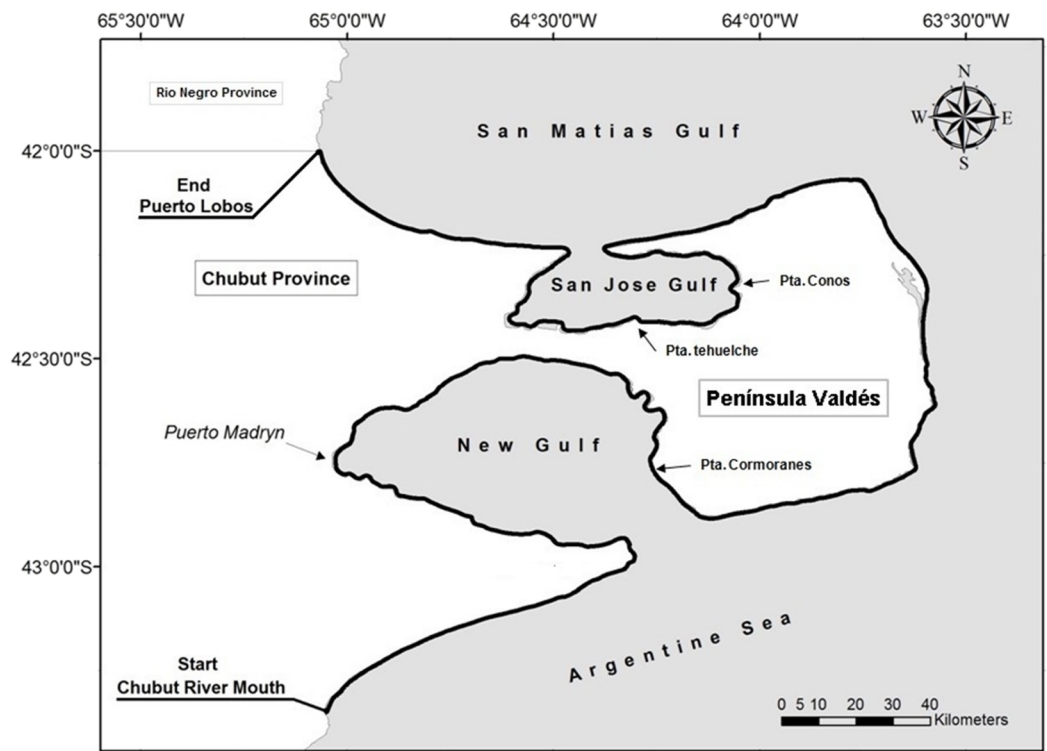 65°30'0"W 65°0'0"W 64°30'0"W 64°0'0"W 63°30'0"W
N
W E
S
Rio Negro Province
San Matias Gulf
42°0'0"S
End
Puerto Lobos
Chubut Province
San Jose Gulf
Pta. Conos
Pta. tehuelche
42°30'0"S
Península Valdés
Puerto Madryn
New Gulf
Pta. Cormoranes
43°0'0"S
Argentine Sea
Start
Chubut River Mouth
0 5 10 20 30 40
Kilometers